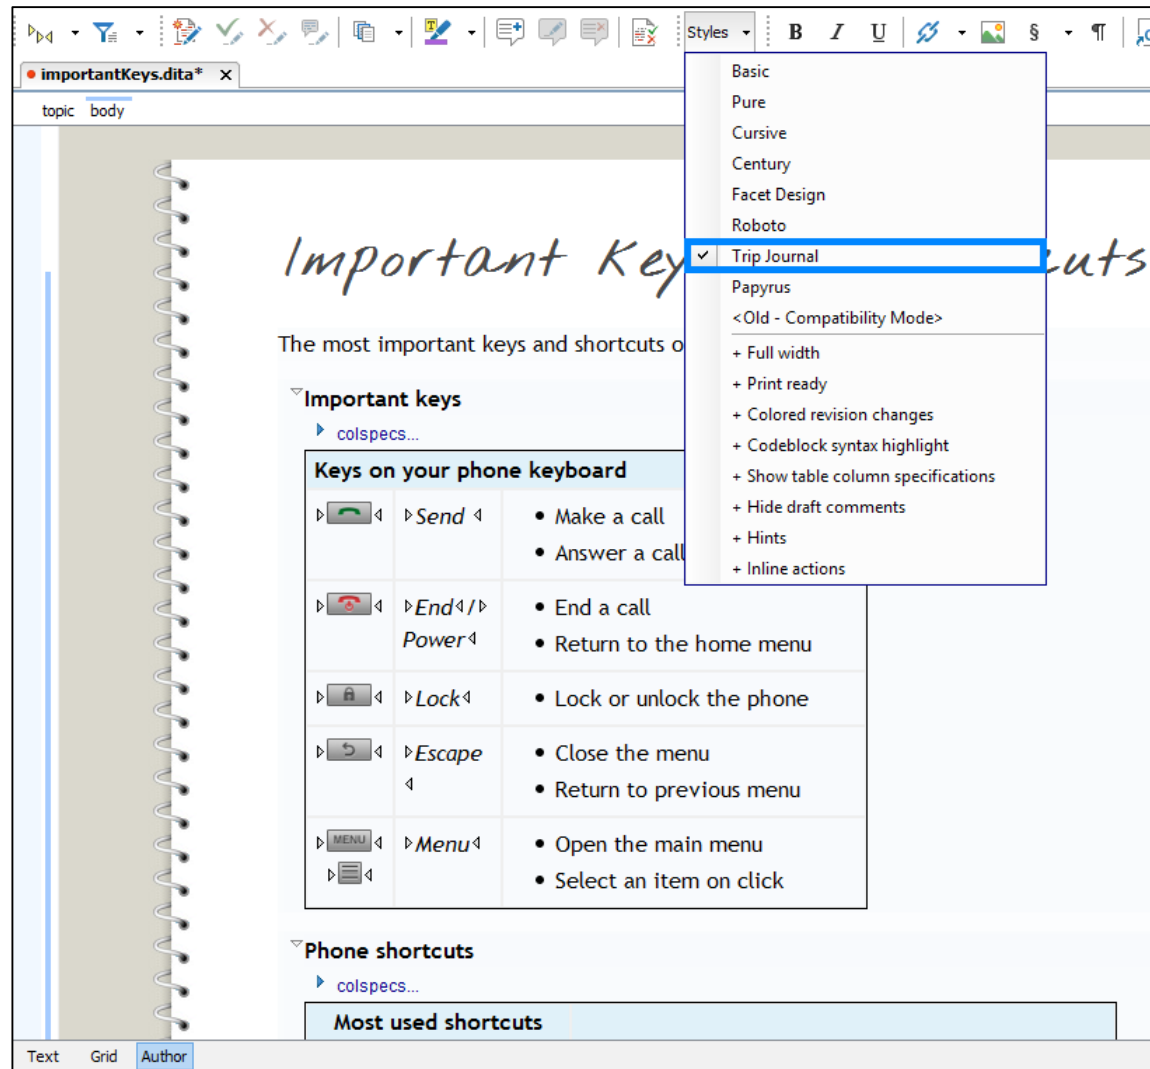 Styles B I U § ¶
importantKeys.dita* X
topic body
Basic
Pure
Cursive
Century
Facet Design
Roboto
Trip Journal
Papyrus
<Old - Compatibility Mode>
+ Full width
+ Print ready
+ Colored revision changes
+ Codeblock syntax highlight
+ Show table column specifications
+ Hide draft comments
+ Hints
+ Inline actions
Important Key cuts
The most important keys and shortcuts o
Important keys
colspecs...
Keys on your phone keyboard
Send
• Make a call
• Answer a call
End / Power
• End a call
• Return to the home menu
Lock
• Lock or unlock the phone
Escape
• Close the menu
• Return to previous menu
MENU
Menu
• Open the main menu
• Select an item on click
Phone shortcuts
colspecs...
Most used shortcuts
Text Grid Author